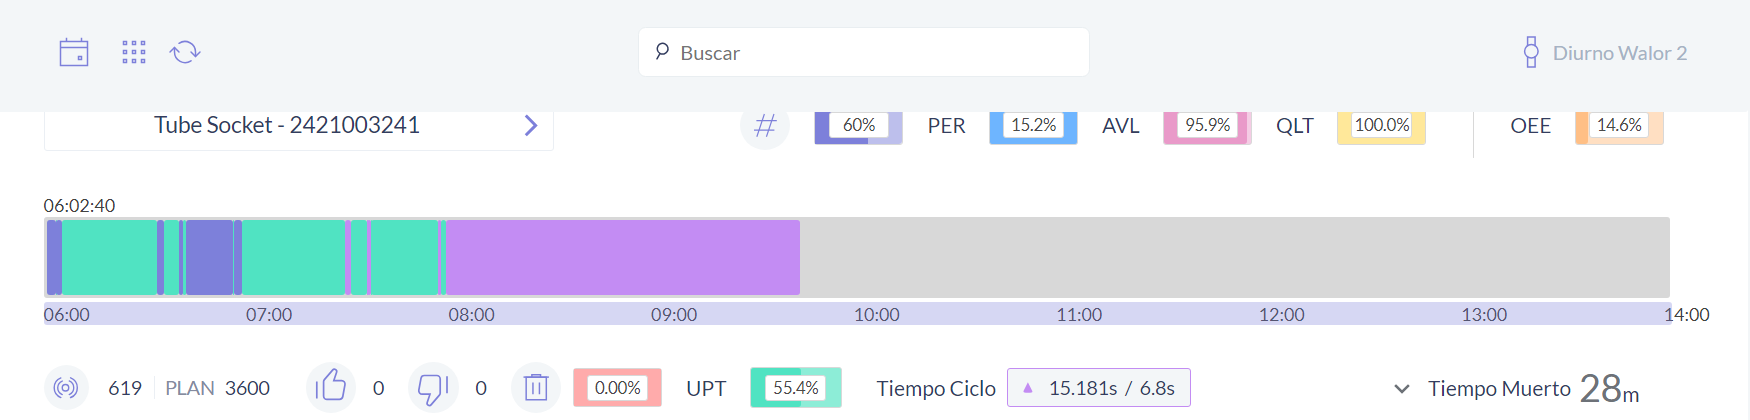 Buscar
Diurno Walor 2
Tube Socket - 2421003241
60%
PER 15.2% AVL 95.9% QLT 100.0% OEE 14.6%
06:02:40
06:00 07:00 08:00 09:00 10:00 11:00 12:00 13:00 14:00
619 PLAN 3600 0 0 0.00% UPT 55.4% Tiempo Ciclo 15.181s / 6.8s Tiempo Muerto 28m